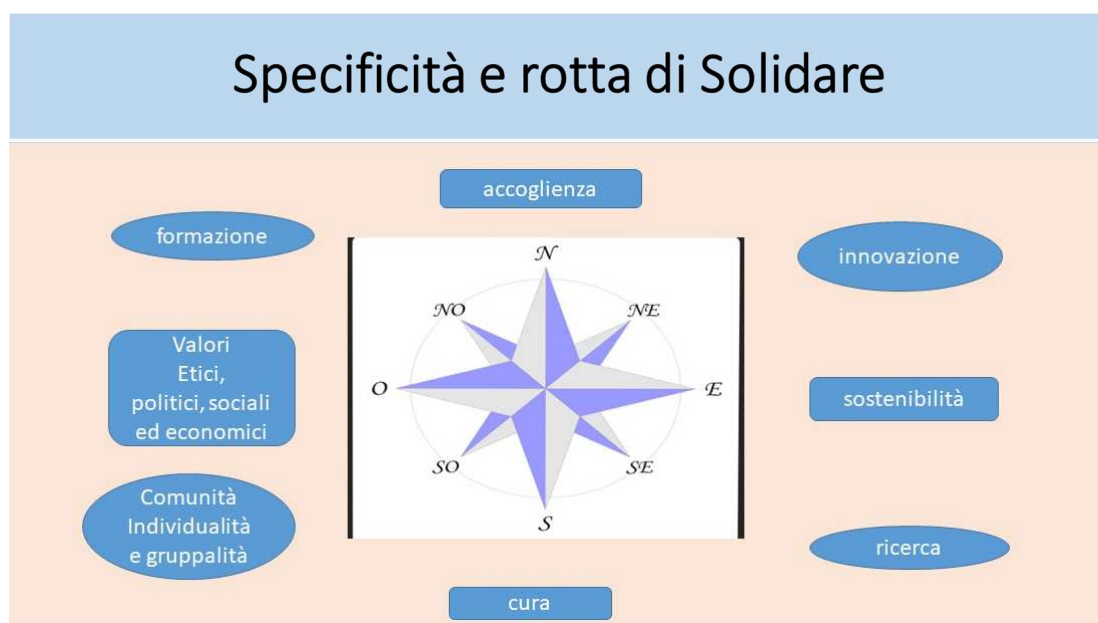 Specificità e rotta di Solidare
accoglienza
formazione
innovazione
N
NO
NE
Valori
Etici,
politici, sociali
ed economici
O
E
sostenibilità
SO
SE
S
Comunità
Individualità
e gruppalità
ricerca
cura